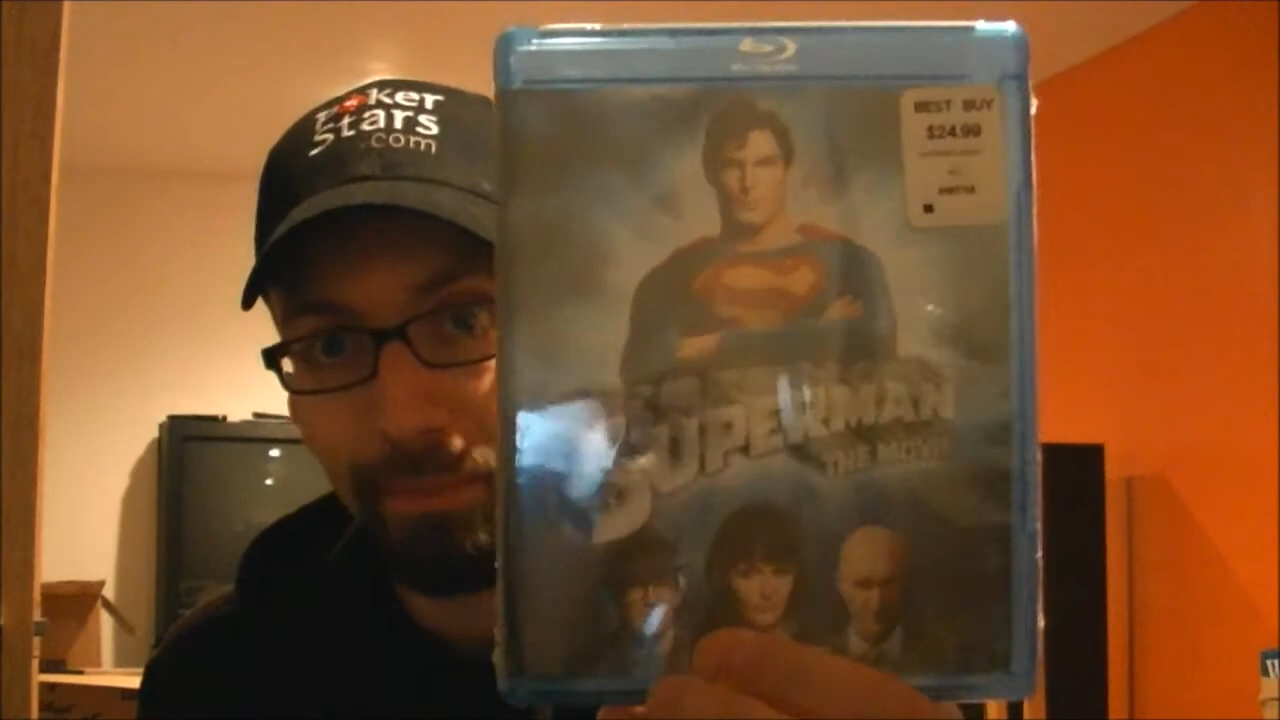 PokerStars
.com
BEST BUY
$24.99
SUPERMAN
THE MOVIE